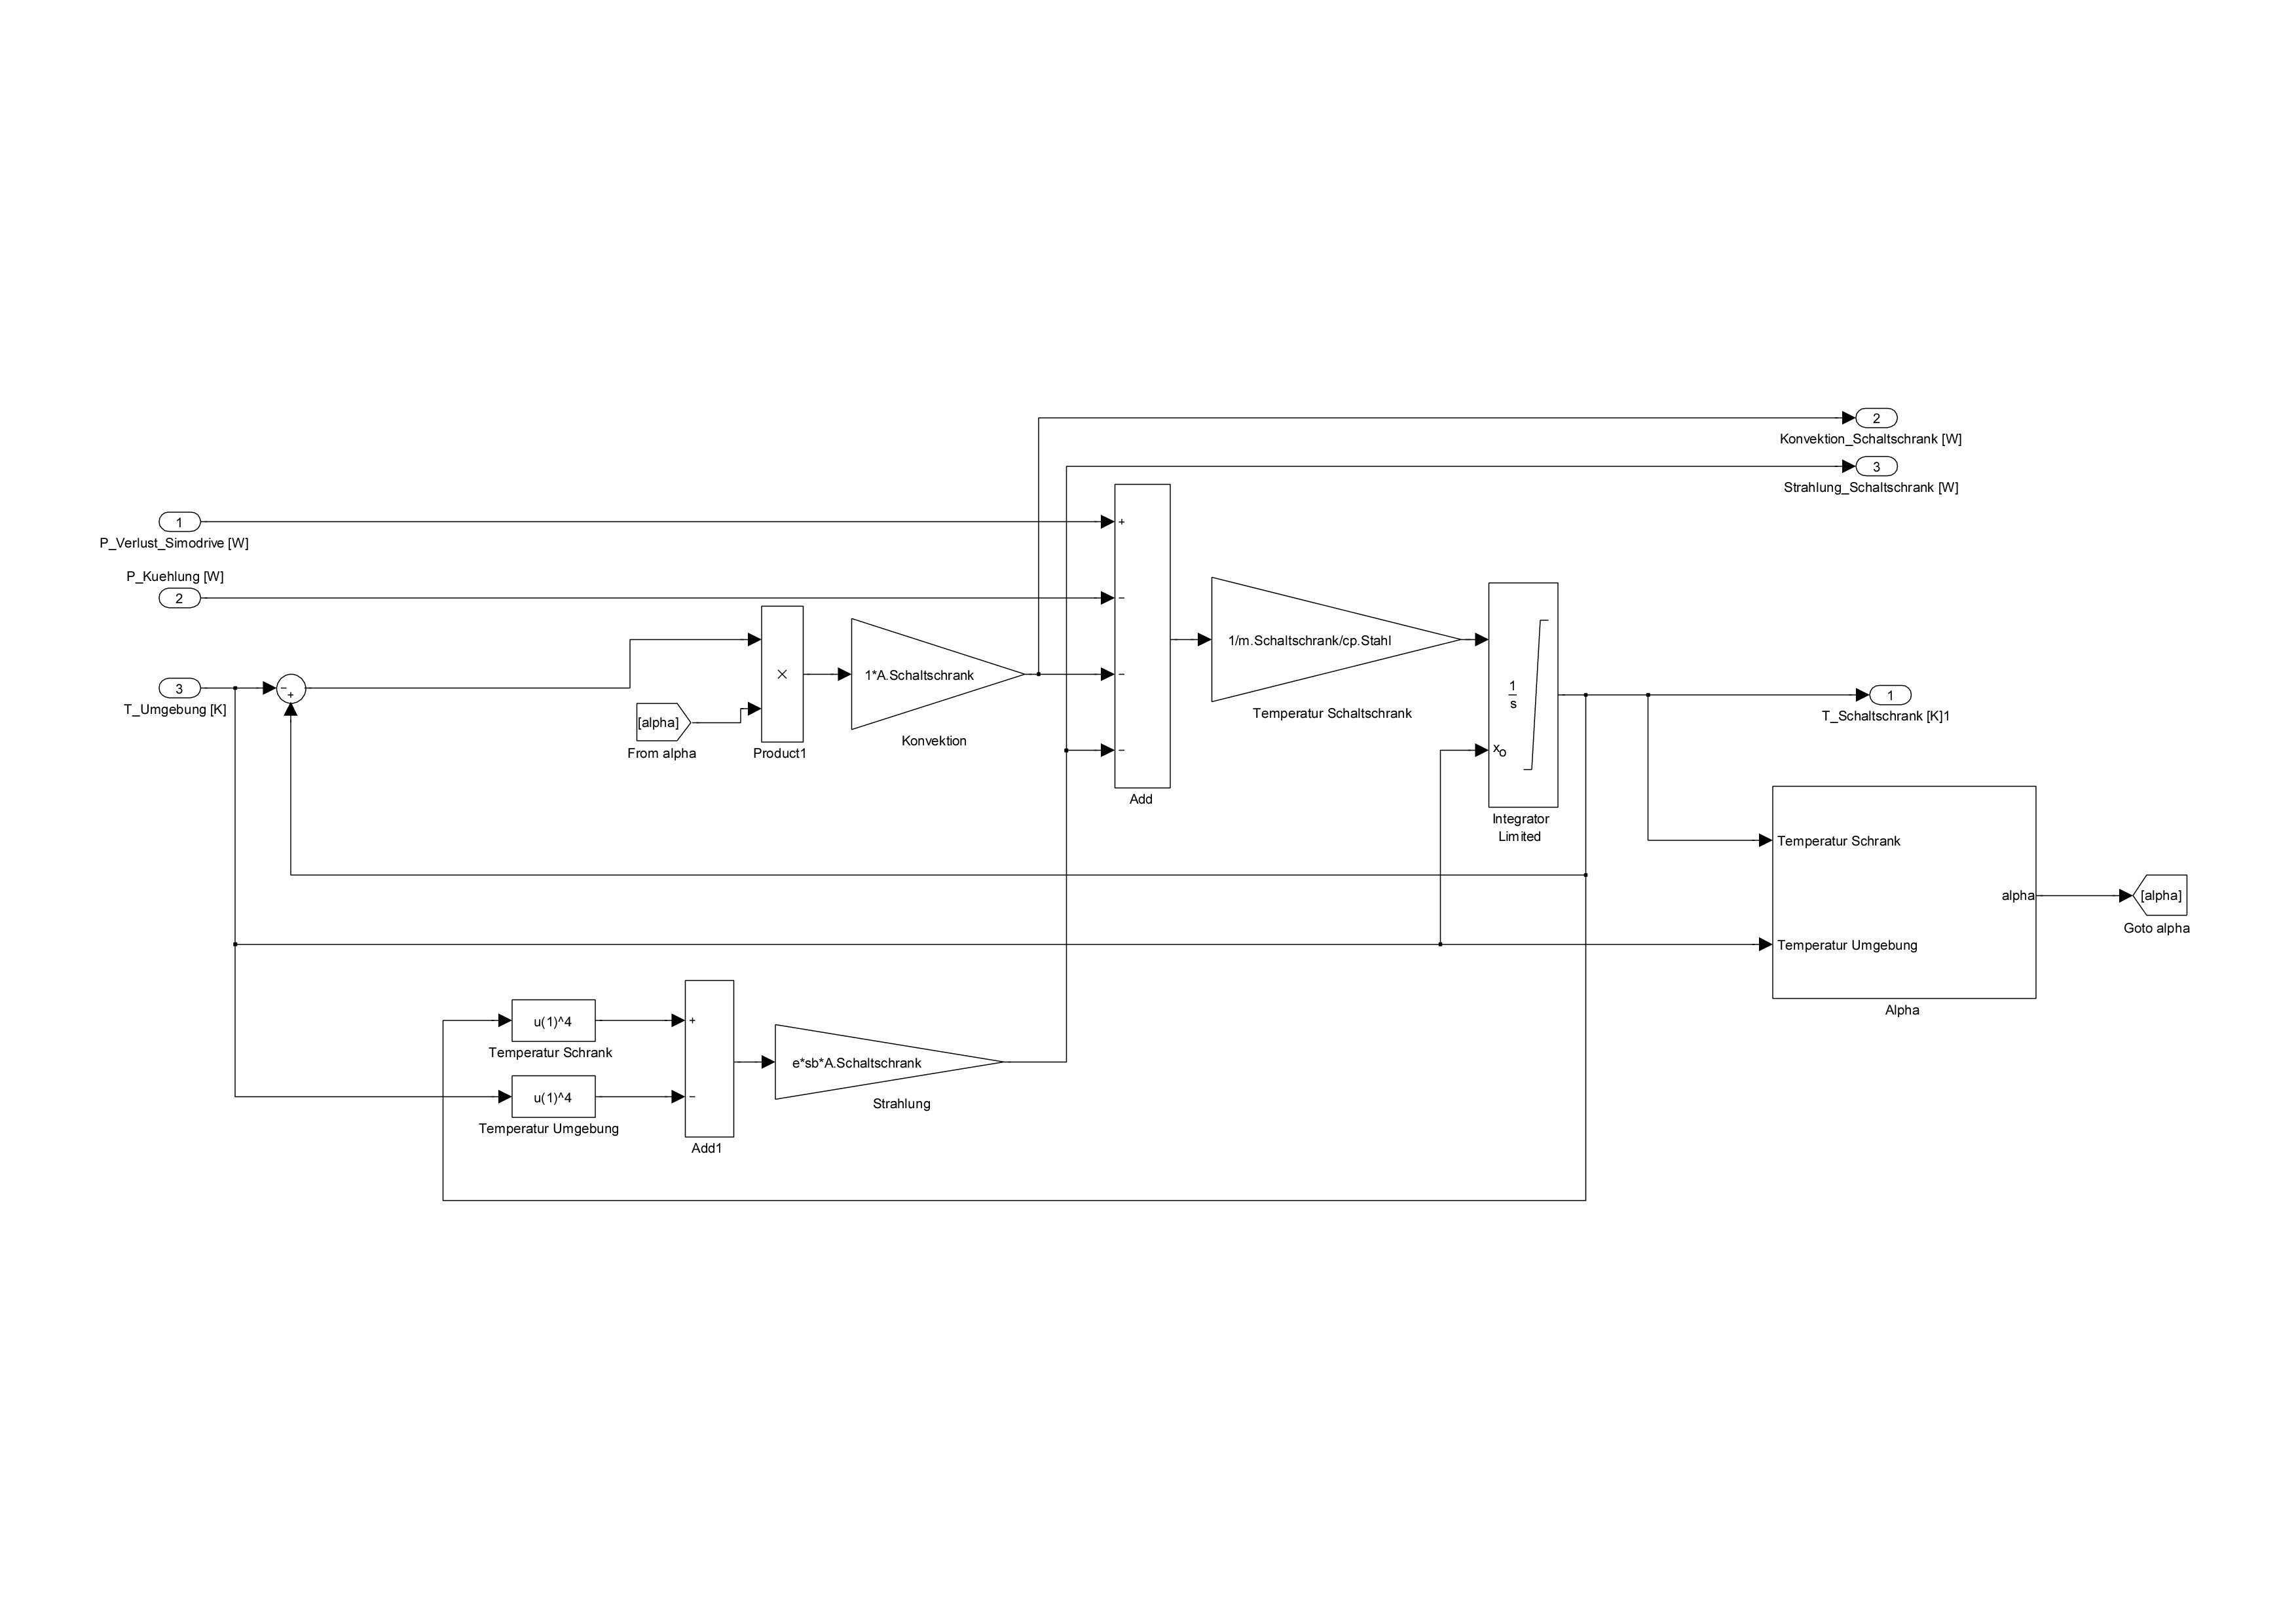 2
Konvektion_Schaltschrank [W]
3
Strahlung_Schaltschrank [W]
1
P_Verlust_Simodrive [W]
P_Kuehlung [W]
2
3
T_Umgebung [K]
−
+
[alpha]
From alpha
×
Product1
1*A.Schaltschrank
Konvektion
+
−
−
−
Add
1/m.Schaltschrank/cp.Stahl
Temperatur Schaltschrank
1
s
xo
Integrator
Limited
1
T_Schaltschrank [K]1
Temperatur Schrank
alpha
Temperatur Umgebung
Alpha
[alpha]
Goto alpha
u(1)^4
Temperatur Schrank
u(1)^4
Temperatur Umgebung
+
−
Add1
e*sb*A.Schaltschrank
Strahlung